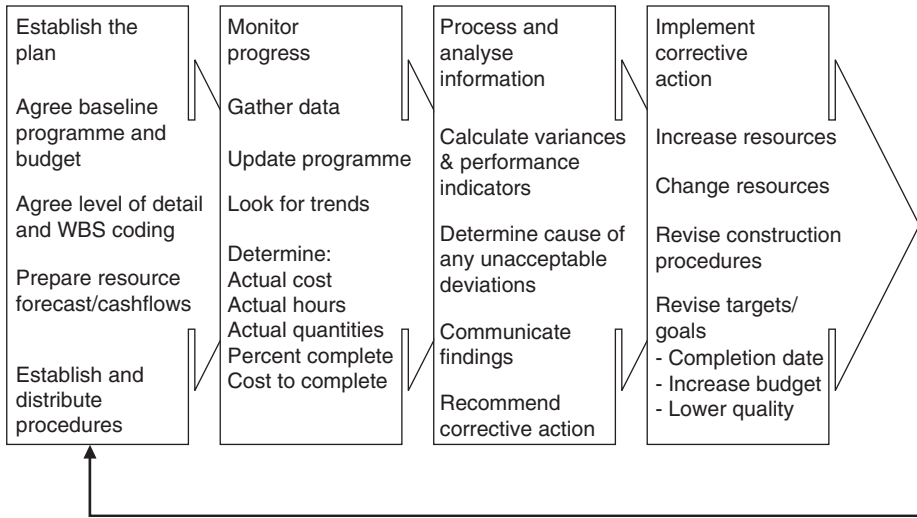 Establish the
plan
Agree baseline
programme and
budget
Agree level of detail
and WBS coding
Prepare resource
forecast/cashflows
Establish and
distribute
procedures
Monitor
progress
Gather data
Update programme
Look for trends
Determine:
Actual cost
Actual hours
Actual quantities
Percent complete
Cost to complete
Process and
analyse
information
Calculate variances
& performance
indicators
Determine cause of
any unacceptable
deviations
Communicate
findings
Recommend
corrective action
Implement
corrective
action
Increase resources
Change resources
Revise construction
procedures
Revise targets/
goals
- Completion date
- Increase budget
- Lower quality